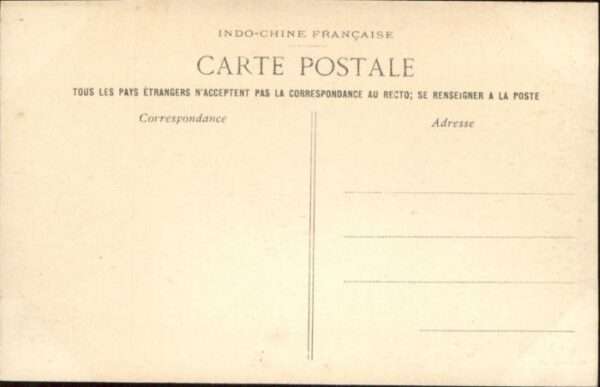 INDO-CHINE FRANÇAISE
CARTE POSTALE
TOUS LES PAYS ÉTRANGERS N'ACCEPTENT PAS LA CORRESPONDANCE AU RECTO; SE RENSEIGNER A LA POSTE
Correspondance
Adresse